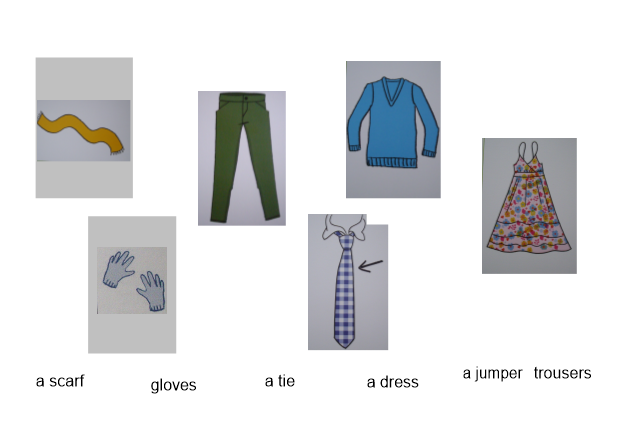 a scarf
gloves
a tie
a dress
a jumper trousers